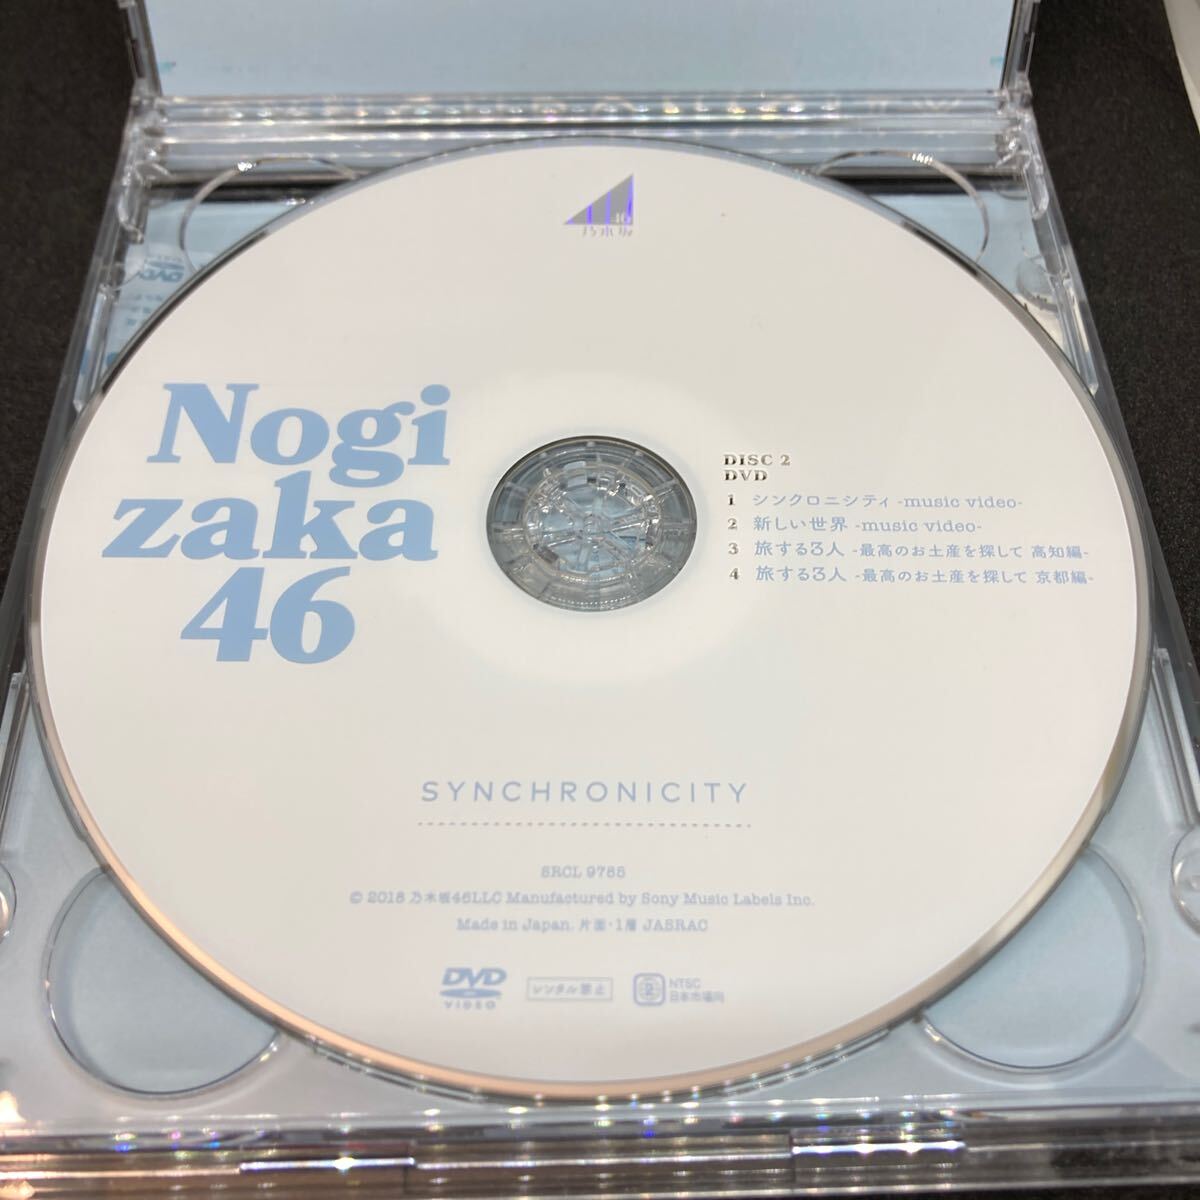 46
乃木坂
Nogi
zaka
46
DISC 2
DVD
1 シンクロニシティ -music video-
2 新しい世界 -music video-
3 旅する3人 -最高のお土産を探して 高知編-
4 旅する3人 -最高のお土産を探して 京都編-
SYNCHRONICITY
SRCL 9785
© 2018 乃木坂46LLC Manufactured by Sony Music Labels Inc.
Made in Japan. 片面・1層 JASRAC
DVD
VIDEO
レンタル禁止
2
NTSC
日本市場向